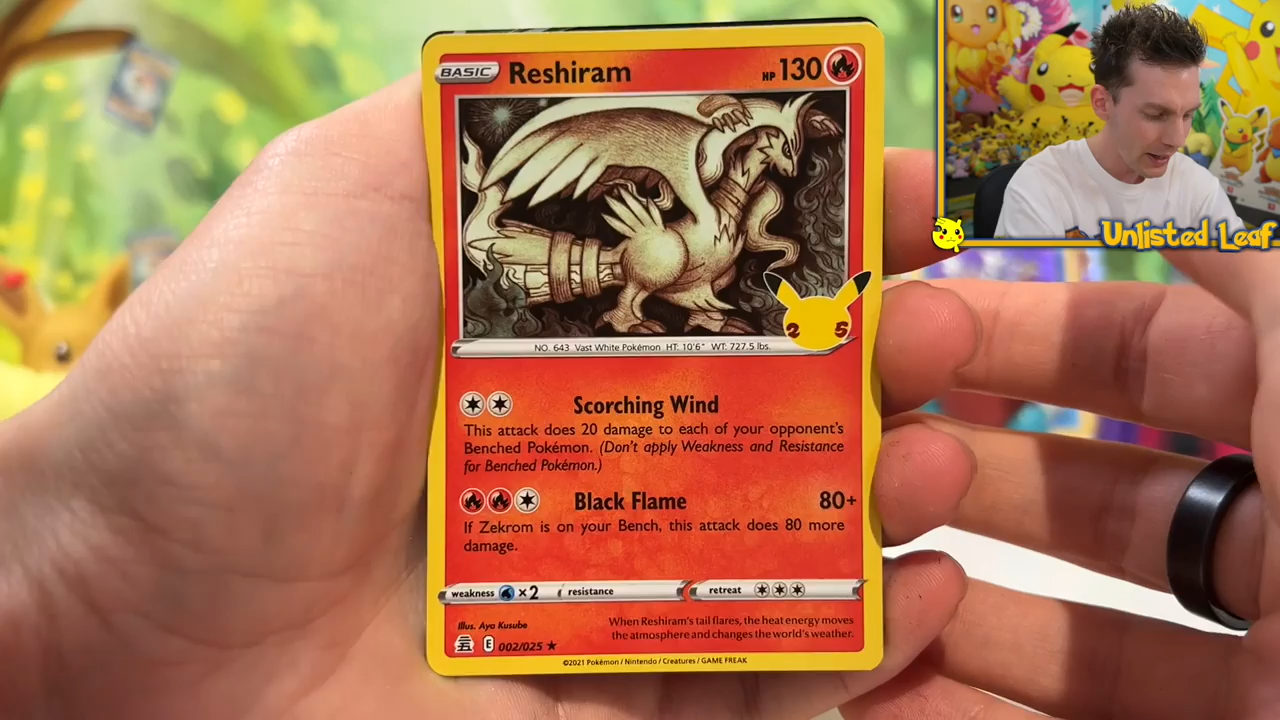 BASIC Reshiram HP 130
Unlisted Leaf
25
NO. 643 Vast White Pokémon HT: 10'6" WT: 727.5 lbs.
Scorching Wind
This attack does 20 damage to each of your opponent's
Benched Pokémon. (Don't apply Weakness and Resistance
for Benched Pokémon.)
Black Flame 80+
If Zekrom is on your Bench, this attack does 80 more
damage.
weakness ×2 resistance retreat
Illus. Aya Kusube
When Reshiram's tail flares, the heat energy moves
the atmosphere and changes the world's weather.
E 002/025 ★
©2021 Pokémon / Nintendo / Creatures / GAME FREAK